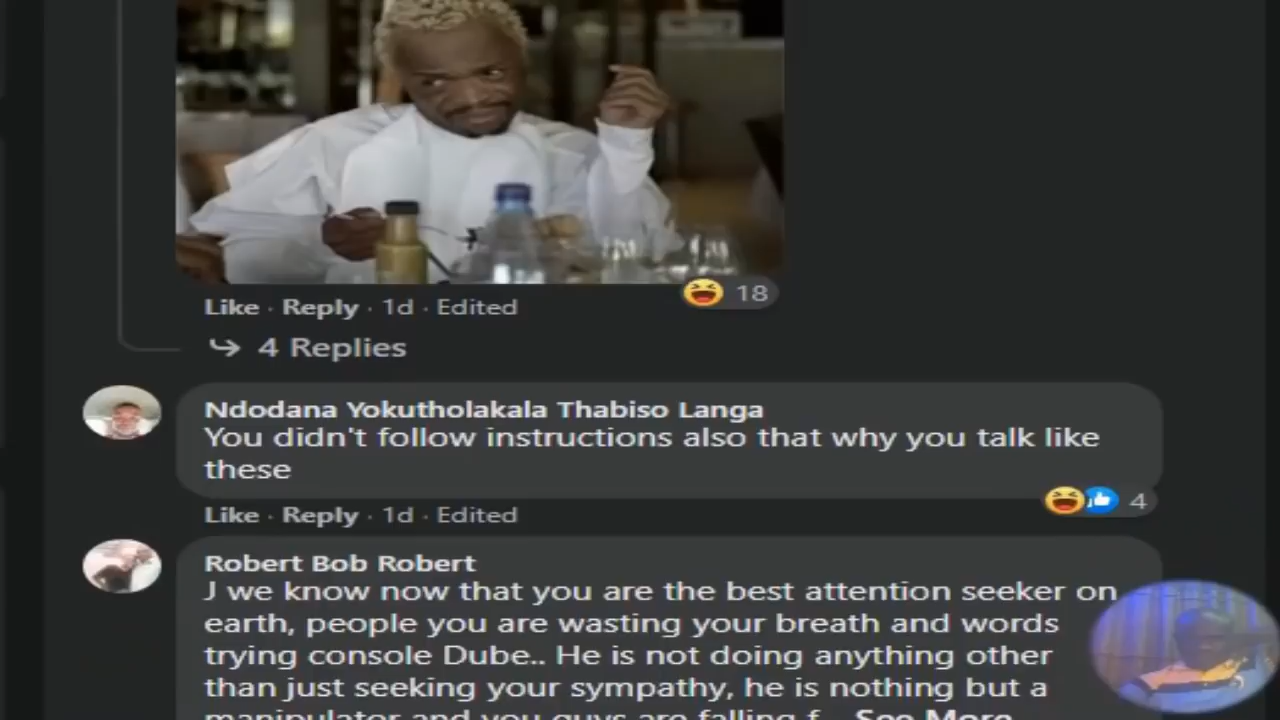 18
Like · Reply · 1d · Edited
4 Replies
Ndodana Yokutholakala Thabiso Langa
You didn't follow instructions also that why you talk like
these
4
Like · Reply · 1d · Edited
Robert Bob Robert
J we know now that you are the best attention seeker on
earth, people you are wasting your breath and words
trying console Dube.. He is not doing anything other
than just seeking your sympathy, he is nothing but a
manipulator and you guys are falling f... See More